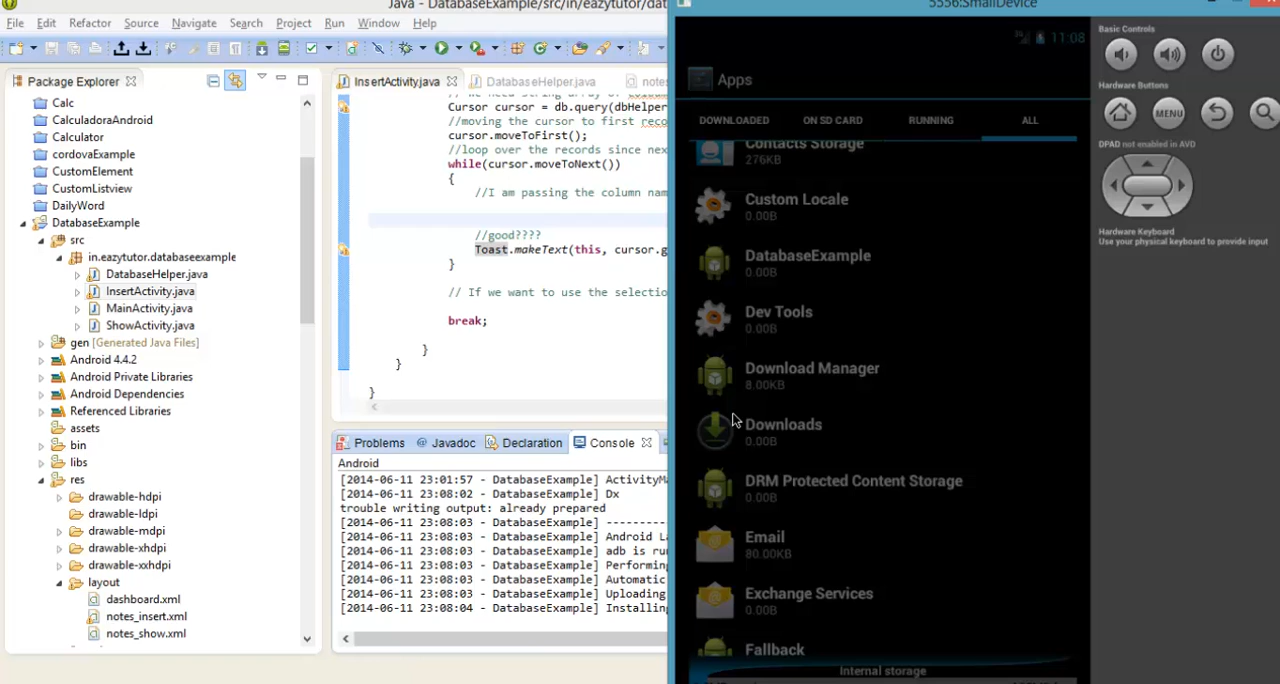 Java - DatabaseExample/src/in/eazytutor/dat
File Edit Refactor Source Navigate Search Project Run Window Help
Package Explorer
Calc
CalculadoraAndroid
Calculator
cordovaExample
CustomElement
CustomListview
DailyWord
DatabaseExample
src
in.eazytutor.databaseexample
DatabaseHelper.java
InsertActivity.java
MainActivity.java
ShowActivity.java
gen [Generated Java Files]
Android 4.4.2
Android Private Libraries
Android Dependencies
Referenced Libraries
assets
bin
libs
res
drawable-hdpi
drawable-ldpi
drawable-mdpi
drawable-xhdpi
drawable-xxhdpi
layout
dashboard.xml
notes_insert.xml
notes_show.xml
InsertActivity.java DatabaseHelper.java notes
Cursor cursor = db.query(dbHelper
//moving the cursor to first reco
cursor.moveToFirst();
//loop over the records since nex
while(cursor.moveToNext())
{
//I am passing the column nam
//good????
Toast.makeText(this, cursor.g
}
// If we want to use the selectio
break;
}
}
}
Problems @ Javadoc Declaration Console
Android
[2014-06-11 23:01:57 - DatabaseExample] ActivityMa
[2014-06-11 23:08:02 - DatabaseExample] Dx
trouble writing output: already prepared
[2014-06-11 23:08:03 - DatabaseExample] ----------
[2014-06-11 23:08:03 - DatabaseExample] Android La
[2014-06-11 23:08:03 - DatabaseExample] adb is run
[2014-06-11 23:08:03 - DatabaseExample] Performing
[2014-06-11 23:08:03 - DatabaseExample] Automatic
[2014-06-11 23:08:03 - DatabaseExample] Uploading
[2014-06-11 23:08:04 - DatabaseExample] Installing
5556:SmallDevice
11:08
Apps
DOWNLOADED ON SD CARD RUNNING ALL
Contacts Storage
276KB
Custom Locale
0.00B
DatabaseExample
0.00B
Dev Tools
0.00B
Download Manager
8.00KB
Downloads
0.00B
DRM Protected Content Storage
0.00B
Email
80.00KB
Exchange Services
0.00B
Fallback
Internal storage
Basic Controls
Hardware Buttons
MENU
DPAD not enabled in AVD
Hardware Keyboard
Use your physical keyboard to provide input